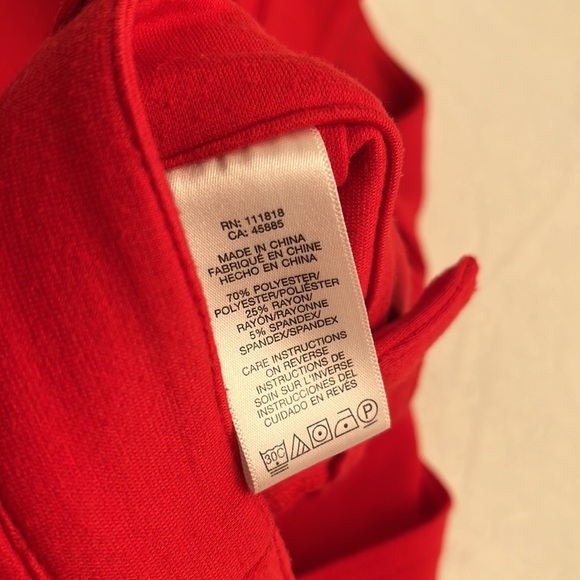 RN: 111818
CA: 45885
MADE IN CHINA
FABRIQUÉ EN CHINE
HECHO EN CHINA
70% POLYESTER/
POLYESTER/POLIÉSTER
25% RAYON/
RAYON/RAYONNE
5% SPANDEX/
SPANDEX/SPANDEX
CARE INSTRUCTIONS
ON REVERSE
INSTRUCTIONS DE
SOIN SUR L'INVERSE
INSTRUCCIONES DEL
CUIDADO EN REVÉS
30C P